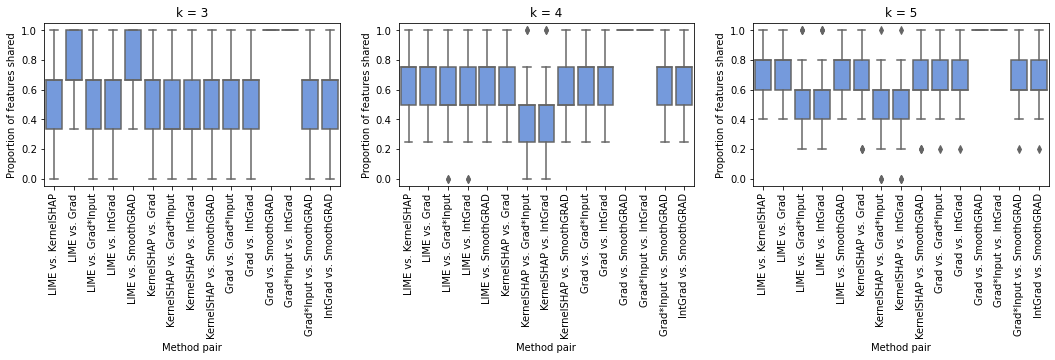 k = 3
Proportion of features shared
1.0
0.8
0.6
0.4
0.2
0.0
LIME vs. KernelSHAP
LIME vs. Grad
LIME vs. Grad*Input
LIME vs. IntGrad
LIME vs. SmoothGRAD
KernelSHAP vs. Grad
KernelSHAP vs. Grad*Input
KernelSHAP vs. IntGrad
KernelSHAP vs. SmoothGRAD
Grad vs. Grad*Input
Grad vs. IntGrad
Grad vs. SmoothGRAD
Grad*Input vs. IntGrad
Grad*Input vs. SmoothGRAD
IntGrad vs. SmoothGRAD
Method pair
k = 4
Proportion of features shared
1.0
0.8
0.6
0.4
0.2
0.0
LIME vs. KernelSHAP
LIME vs. Grad
LIME vs. Grad*Input
LIME vs. IntGrad
LIME vs. SmoothGRAD
KernelSHAP vs. Grad
KernelSHAP vs. Grad*Input
KernelSHAP vs. IntGrad
KernelSHAP vs. SmoothGRAD
Grad vs. Grad*Input
Grad vs. IntGrad
Grad vs. SmoothGRAD
Grad*Input vs. IntGrad
Grad*Input vs. SmoothGRAD
IntGrad vs. SmoothGRAD
Method pair
k = 5
Proportion of features shared
1.0
0.8
0.6
0.4
0.2
0.0
LIME vs. KernelSHAP
LIME vs. Grad
LIME vs. Grad*Input
LIME vs. IntGrad
LIME vs. SmoothGRAD
KernelSHAP vs. Grad
KernelSHAP vs. Grad*Input
KernelSHAP vs. IntGrad
KernelSHAP vs. SmoothGRAD
Grad vs. Grad*Input
Grad vs. IntGrad
Grad vs. SmoothGRAD
Grad*Input vs. IntGrad
Grad*Input vs. SmoothGRAD
IntGrad vs. SmoothGRAD
Method pair